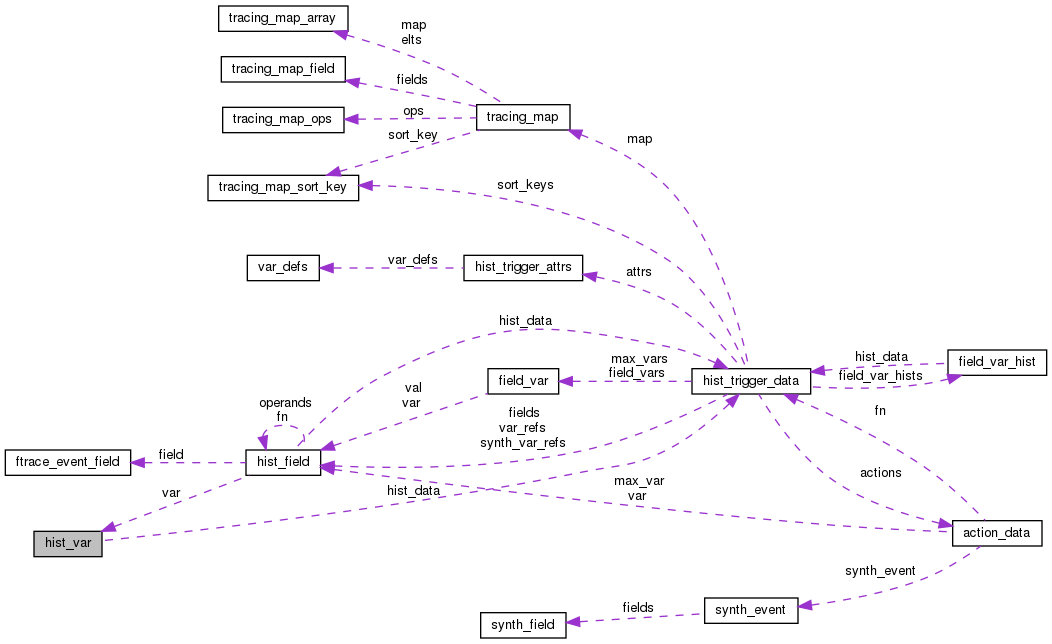 tracing_map_array
map
elts
tracing_map_field
fields
tracing_map_ops
ops
tracing_map
sort_key
map
tracing_map_sort_key
sort_keys
var_defs
var_defs
hist_trigger_attrs
attrs
hist_data
max_vars
field_vars
hist_data
field_var_hist
field_var_hists
field_var
hist_trigger_data
val
var
operands
fn
fields
var_refs
synth_var_refs
fn
ftrace_event_field
field
hist_field
actions
var
hist_data
max_var
var
hist_var
action_data
synth_event
synth_field
fields
synth_event